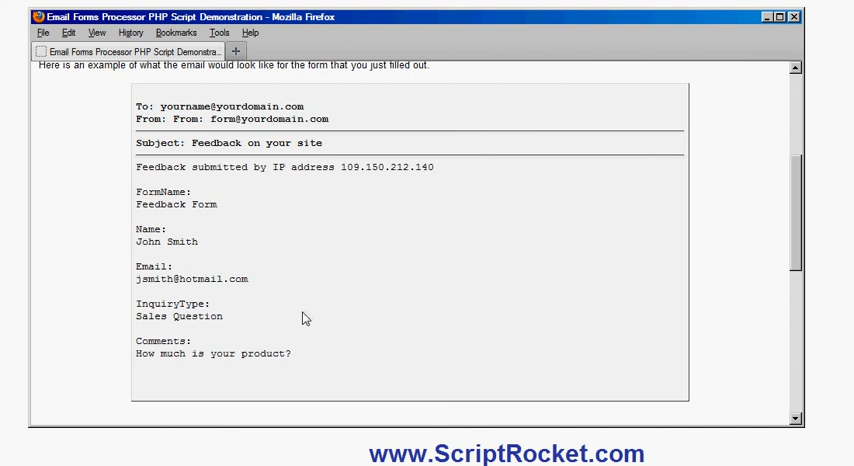 Email Forms Processor PHP Script Demonstration - Mozilla Firefox
File Edit View History Bookmarks Tools Help
Email Forms Processor PHP Script Demonstra...
Here is an example of what the email would look like for the form that you just filled out.
To: yourname@yourdomain.com
From: From: form@yourdomain.com
Subject: Feedback on your site
Feedback submitted by IP address 109.150.212.140
FormName:
Feedback Form
Name:
John Smith
Email:
jsmith@hotmail.com
InquiryType:
Sales Question
Comments:
How much is your product?
www.ScriptRocket.com